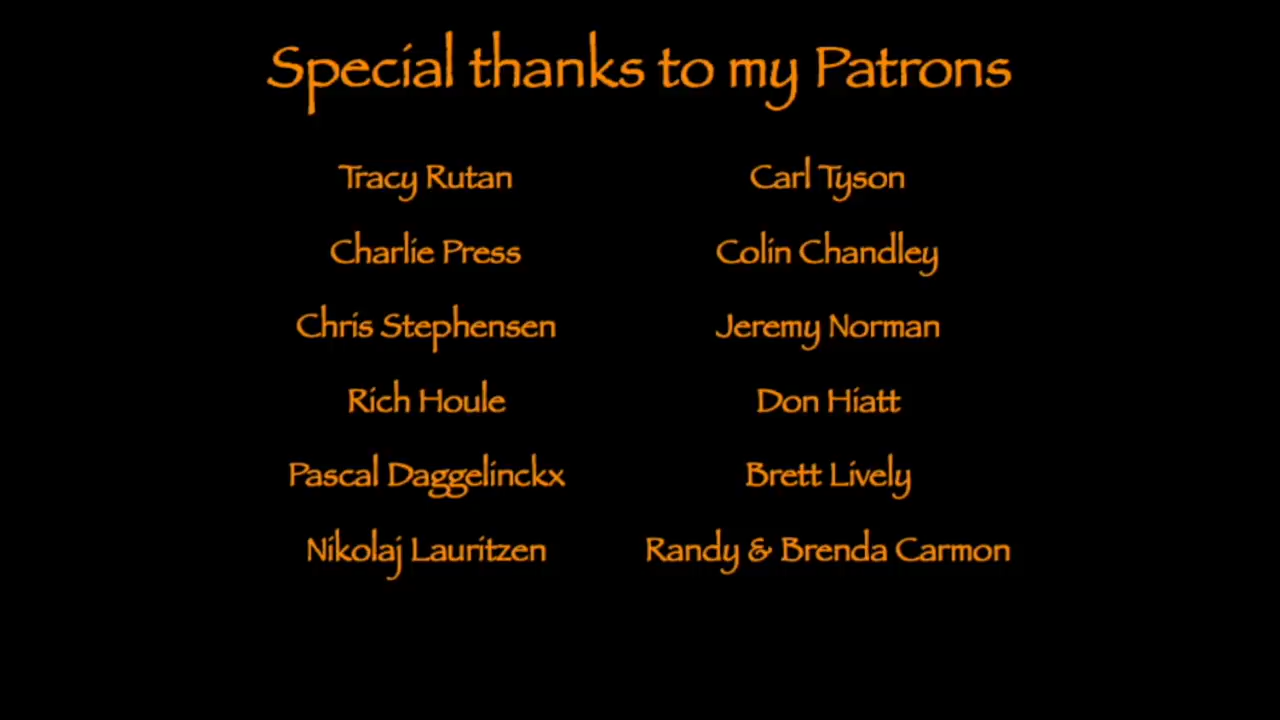 Special thanks to my Patrons
Tracy Rutan
Carl Tyson
Charlie Press
Colin Chandley
Chris Stephensen
Jeremy Norman
Rich Houle
Don Hiatt
Pascal Daggelinckx
Brett Lively
Nikolaj Lauritzen
Randy & Brenda Carmon